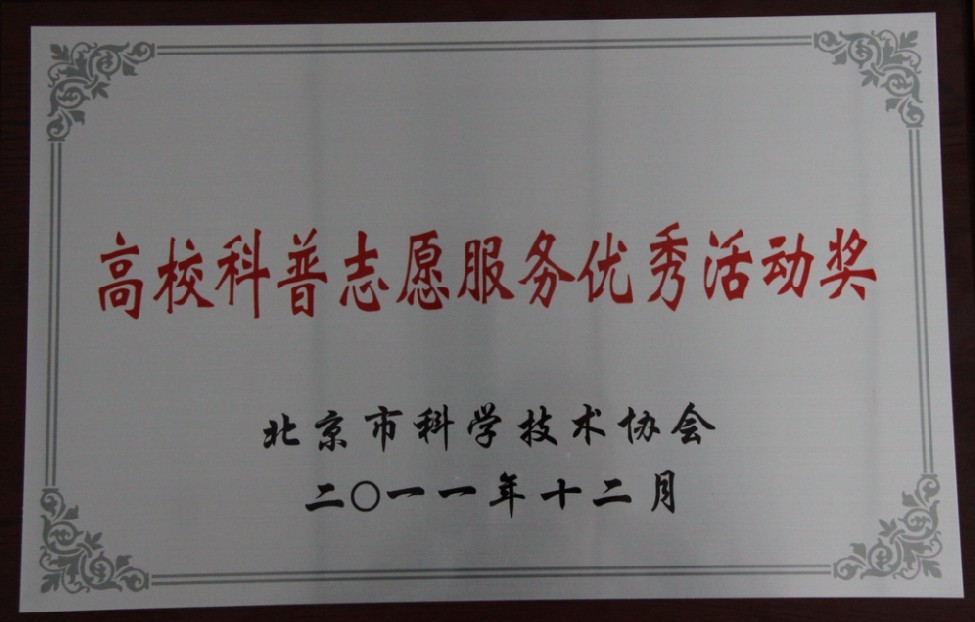 高校科普志愿服务优秀活动奖
北京市科学技术协会
二〇一一年十二月